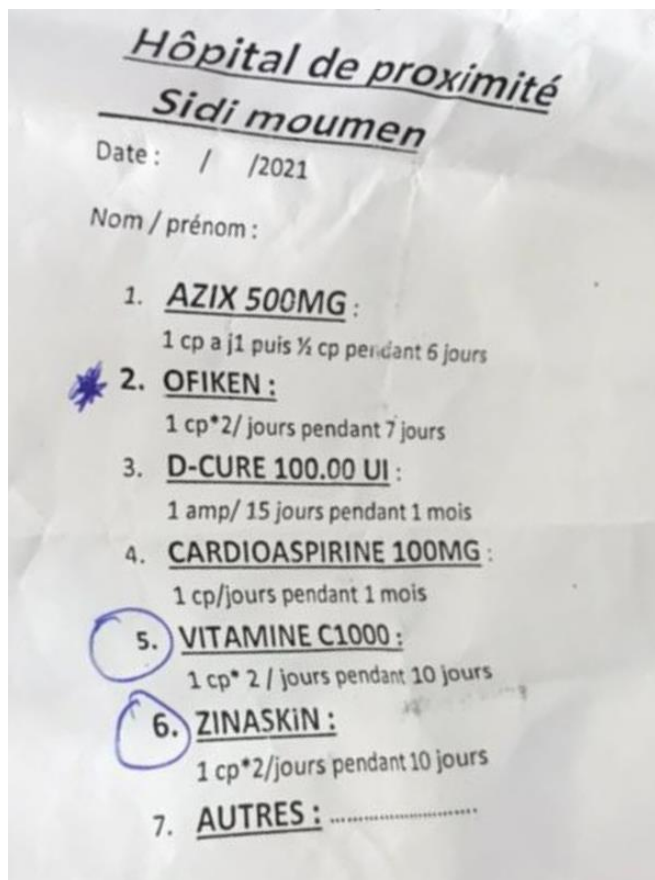 Hôpital de proximité
Sidi moumen
Date : / /2021
Nom / prénom :
1. AZIX 500MG :
1 cp a j1 puis ½ cp pendant 6 jours
2. OFIKEN :
1 cp*2/ jours pendant 7 jours
3. D-CURE 100.00 UI :
1 amp/ 15 jours pendant 1 mois
4. CARDIOASPIRINE 100MG :
1 cp/jours pendant 1 mois
5. VITAMINE C1000 :
1 cp* 2 / jours pendant 10 jours
6. ZINASKiN :
1 cp*2/jours pendant 10 jours
7. AUTRES : ............................